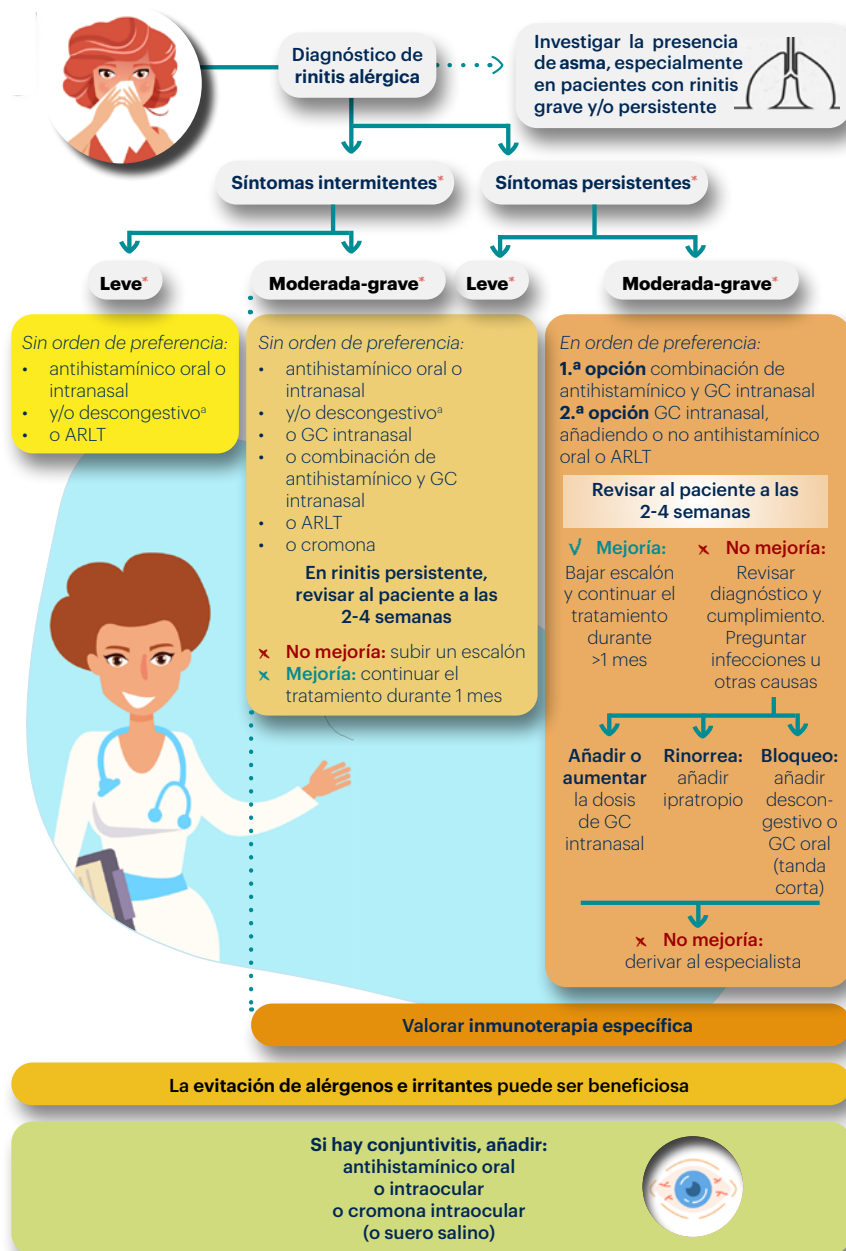 Diagnóstico de
rinitis alérgica
Investigar la presencia
de asma, especialmente
en pacientes con rinitis
grave y/o persistente
Síntomas intermitentes*
Síntomas persistentes*
Leve*
Moderada-grave*
Leve*
Moderada-grave*
Sin orden de preferencia:
• antihistamínico oral o
intranasal
• y/o descongestivoª
• o ARLT
Sin orden de preferencia:
• antihistamínico oral o
intranasal
• y/o descongestivoª
• o GC intranasal
• o combinación de
antihistamínico y GC
intranasal
• o ARLT
• o cromona
En rinitis persistente,
revisar al paciente a las
2-4 semanas
x No mejoría: subir un escalón
x Mejoría: continuar el
tratamiento durante 1 mes
En orden de preferencia:
1.ª opción combinación de
antihistamínico y GC intranasal
2.ª opción GC intranasal,
añadiendo o no antihistamínico
oral o ARLT
Revisar al paciente a las
2-4 semanas
√ Mejoría:
Bajar escalón
y continuar el
tratamiento
durante
>1 mes
x No mejoría:
Revisar
diagnóstico y
cumplimiento.
Preguntar
infecciones u
otras causas
Añadir o
aumentar
la dosis
de GC
intranasal
Rinorrea:
añadir
ipratropio
Bloqueo:
añadir
descon-
gestivo o
GC oral
(tanda
corta)
x No mejoría:
derivar al especialista
Valorar inmunoterapia específica
La evitación de alérgenos e irritantes puede ser beneficiosa
Si hay conjuntivitis, añadir:
antihistamínico oral
o intraocular
o cromona intraocular
(o suero salino)